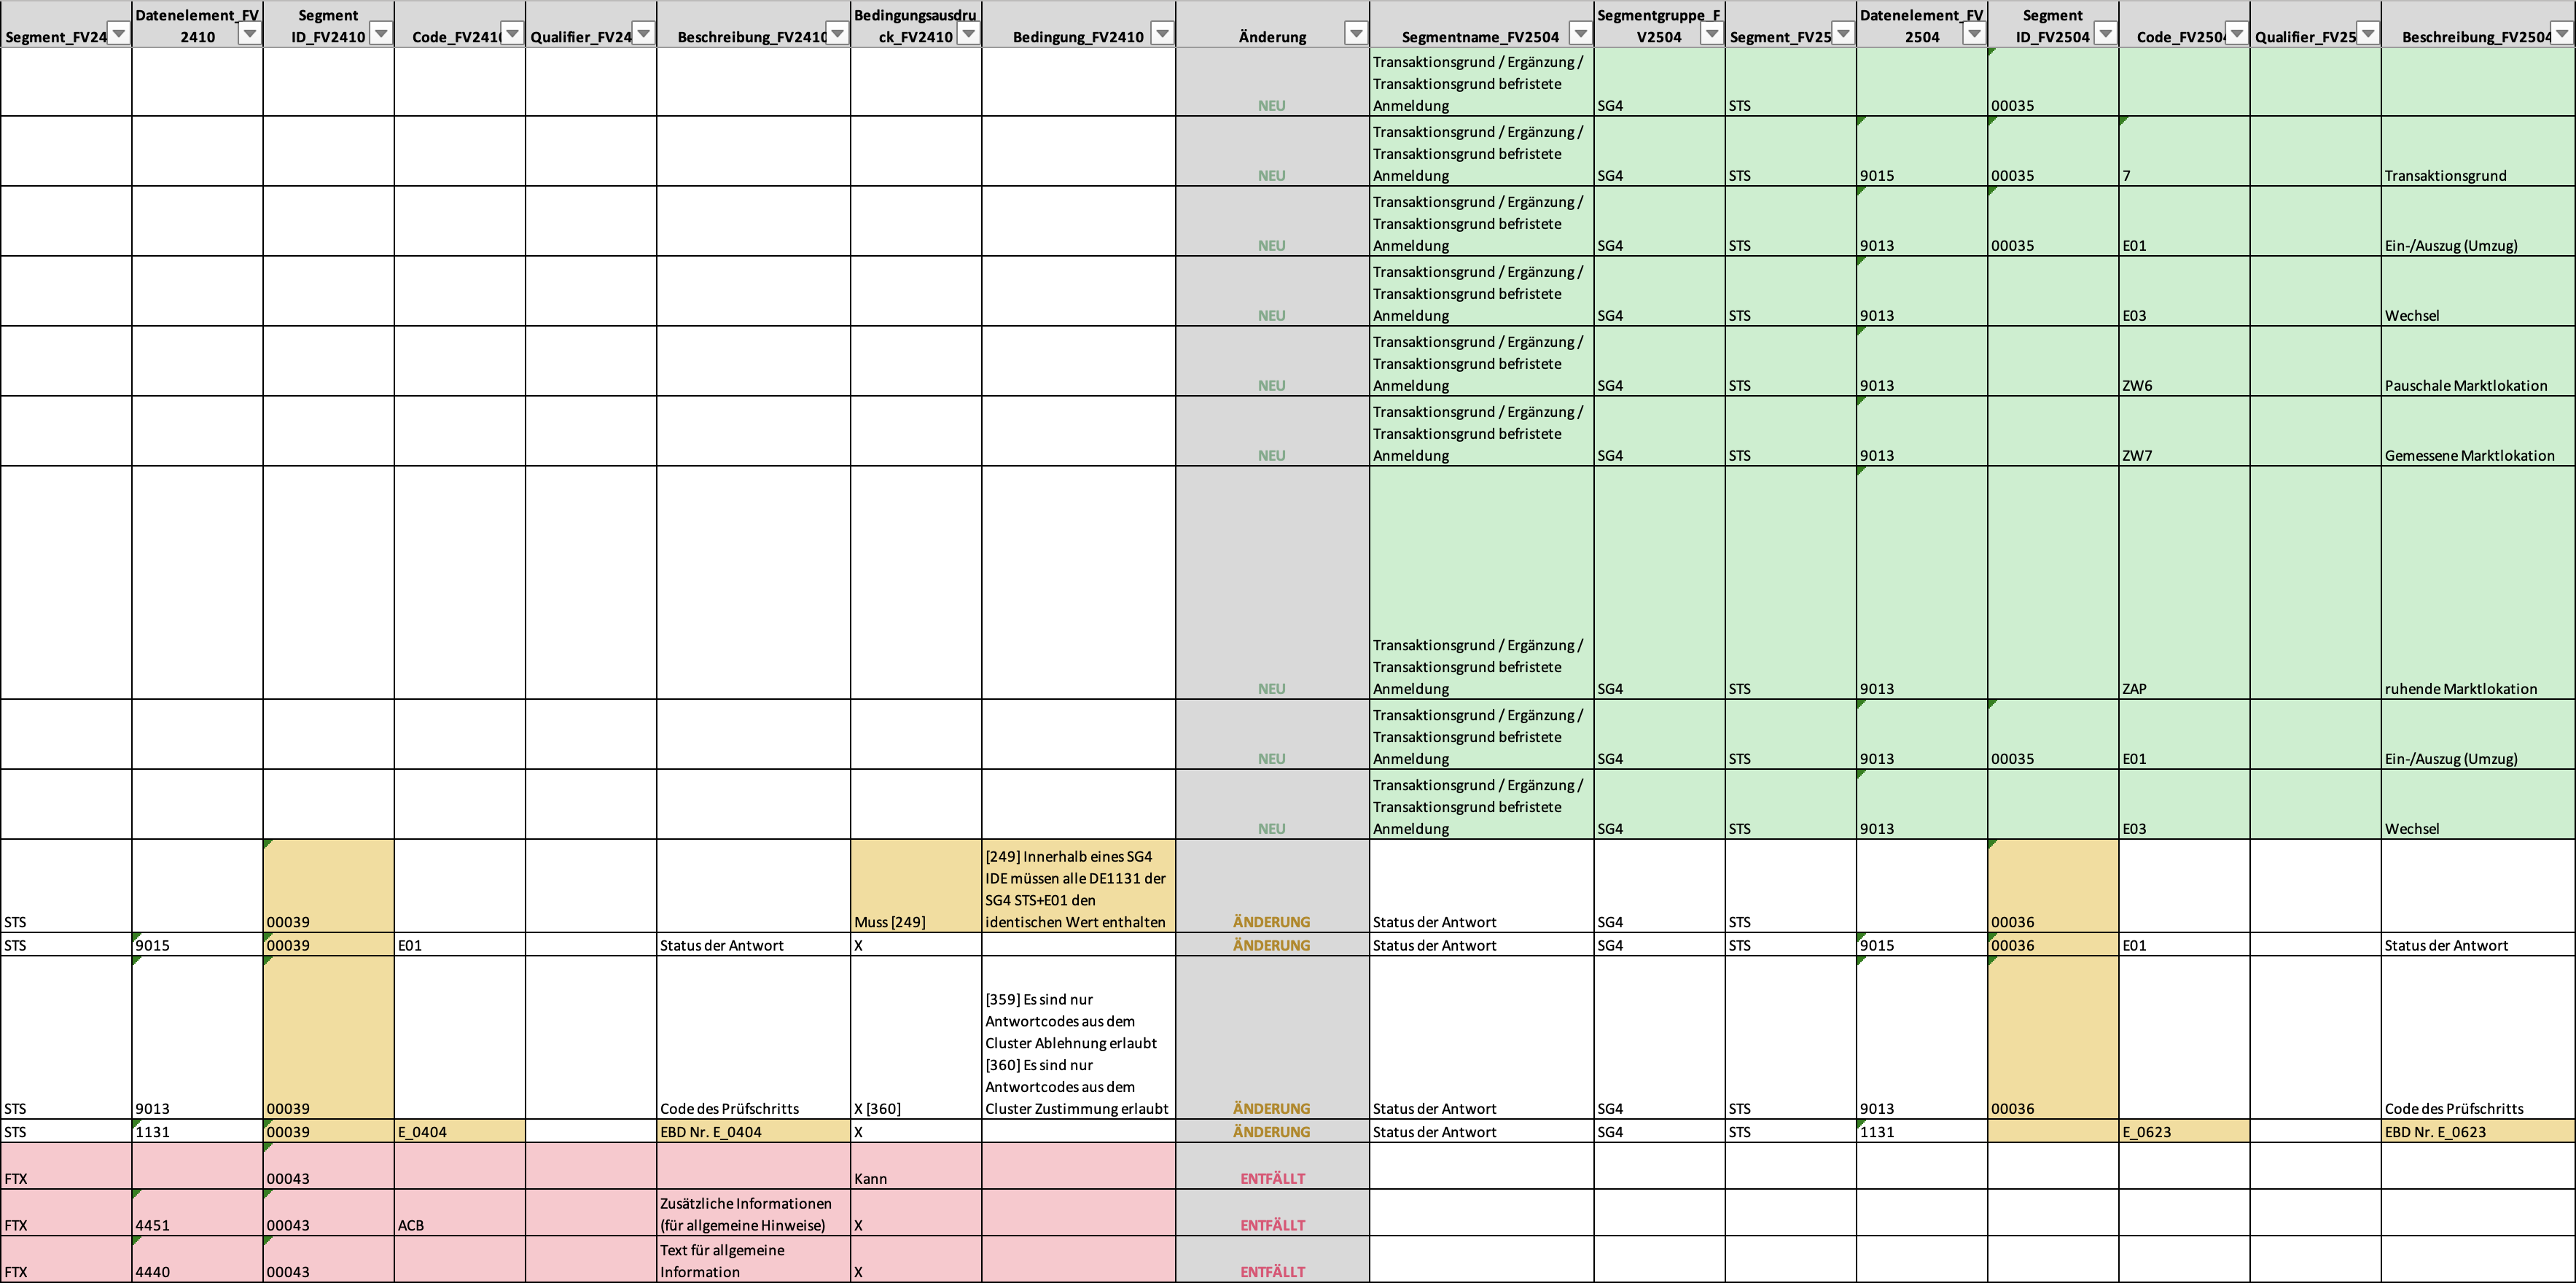 Segment_FV24 Datenelement_FV2410 Segment ID_FV2410 Code_FV241 Qualifier_FV24 Beschreibung_FV2410 Bedingungsausdruck_FV2410 Bedingung_FV2410 Änderung Segmentname_FV2504 Segmentgruppe_FV2504 Segment_FV25 Datenelement_FV2504 Segment ID_FV2504 Code_FV2504 Qualifier_FV25 Beschreibung_FV2504
NEU Transaktionsgrund / Ergänzung / Transaktionsgrund befristete Anmeldung SG4 STS 00035
NEU Transaktionsgrund / Ergänzung / Transaktionsgrund befristete Anmeldung SG4 STS 9015 00035 7 Transaktionsgrund
NEU Transaktionsgrund / Ergänzung / Transaktionsgrund befristete Anmeldung SG4 STS 9013 00035 E01 Ein-/Auszug (Umzug)
NEU Transaktionsgrund / Ergänzung / Transaktionsgrund befristete Anmeldung SG4 STS 9013 E03 Wechsel
NEU Transaktionsgrund / Ergänzung / Transaktionsgrund befristete Anmeldung SG4 STS 9013 ZW6 Pauschale Marktlokation
NEU Transaktionsgrund / Ergänzung / Transaktionsgrund befristete Anmeldung SG4 STS 9013 ZW7 Gemessene Marktlokation
NEU Transaktionsgrund / Ergänzung / Transaktionsgrund befristete Anmeldung SG4 STS 9013 ZAP ruhende Marktlokation
NEU Transaktionsgrund / Ergänzung / Transaktionsgrund befristete Anmeldung SG4 STS 9013 00035 E01 Ein-/Auszug (Umzug)
NEU Transaktionsgrund / Ergänzung / Transaktionsgrund befristete Anmeldung SG4 STS 9013 E03 Wechsel
STS 00039 Muss [249] [249] Innerhalb eines SG4 IDE müssen alle DE1131 der SG4 STS+E01 den identischen Wert enthalten ÄNDERUNG Status der Antwort SG4 STS 00036
STS 9015 00039 E01 Status der Antwort X ÄNDERUNG Status der Antwort SG4 STS 9015 00036 E01 Status der Antwort
STS 9013 00039 Code des Prüfschritts X [360] [359] Es sind nur Antwortcodes aus dem Cluster Ablehnung erlaubt [360] Es sind nur Antwortcodes aus dem Cluster Zustimmung erlaubt ÄNDERUNG Status der Antwort SG4 STS 9013 00036 Code des Prüfschritts
STS 1131 00039 E_0404 EBD Nr. E_0404 X ÄNDERUNG Status der Antwort SG4 STS 1131 E_0623 EBD Nr. E_0623
FTX 00043 Kann ENTFÄLLT
FTX 4451 00043 ACB Zusätzliche Informationen (für allgemeine Hinweise) X ENTFÄLLT
FTX 4440 00043 Text für allgemeine Information X ENTFÄLLT